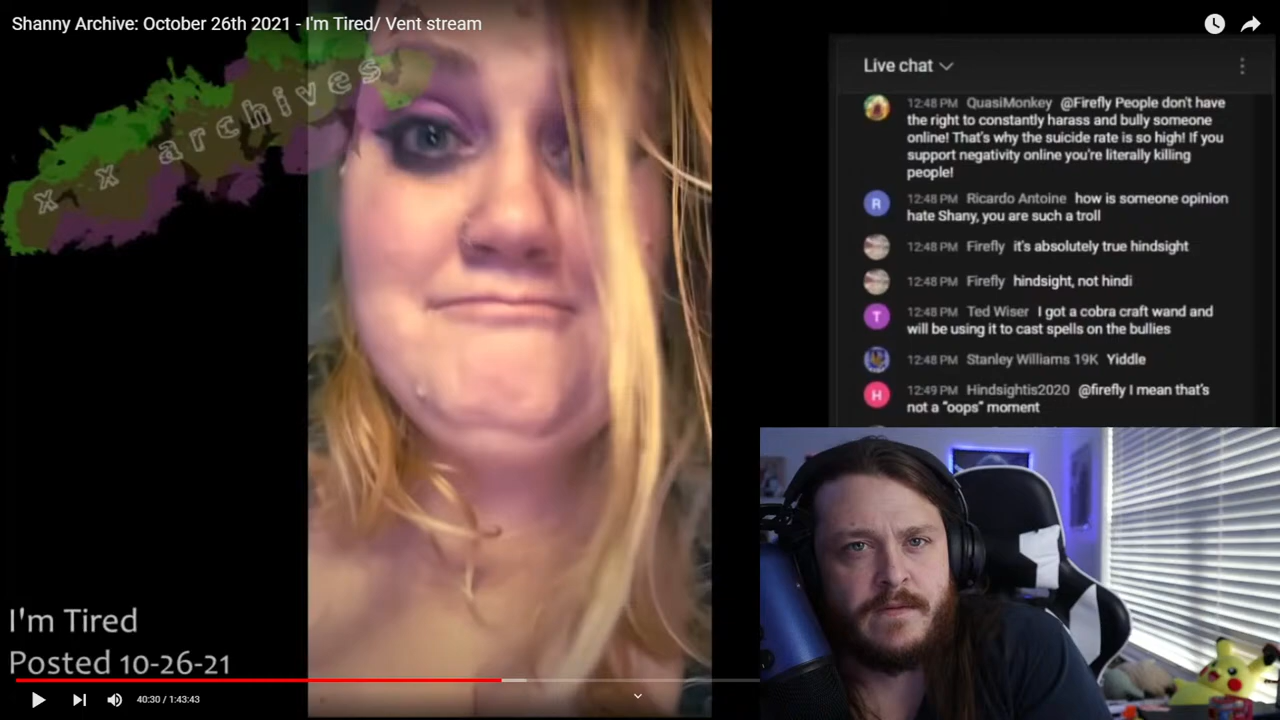 Shanny Archive: October 26th 2021 - I'm Tired/ Vent stream
x x archives
Live chat
12:48 PM QuasiMonkey @Firefly People don't have
the right to constantly harass and bully someone
online! That's why the suicide rate is so high! If you
support negativity online you're literally killing
people!
12:48 PM Ricardo Antoine how is someone opinion
hate Shany, you are such a troll
R
12:48 PM Firefly it's absolutely true hindsight
12:48 PM Firefly hindsight, not hindi
12:48 PM Ted Wiser I got a cobra craft wand and
will be using it to cast spells on the bullies
T
12:48 PM Stanley Williams 19K Yiddle
12:49 PM Hindsightis2020 @firefly I mean that's
not a "oops" moment
H
I'm Tired
Posted 10-26-21
40:30 / 1:43:43